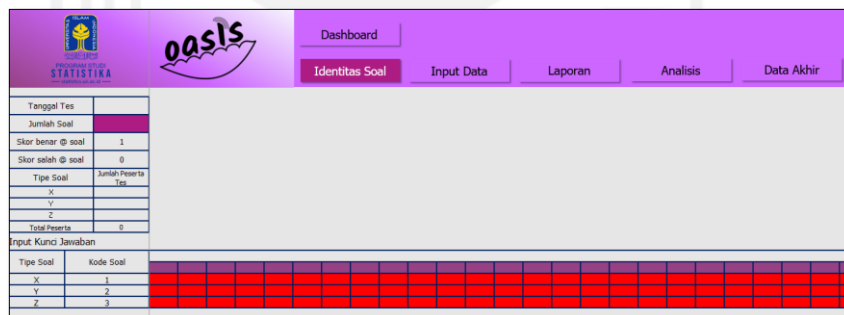 ISLAM
PROGRAM STUDI
STATISTIKA
oasis
Dashboard
Identitas Soal Input Data Laporan Analisis Data Akhir
Tanggal Tes
Jumlah Soal
Skor benar @ soal 1
Skor salah @ soal 0
Tipe Soal Jumlah Peserta Tes
X
Y
Z
Total Peserta 0
Input Kunci Jawaban
Tipe Soal Kode Soal
X 1
Y 2
Z 3